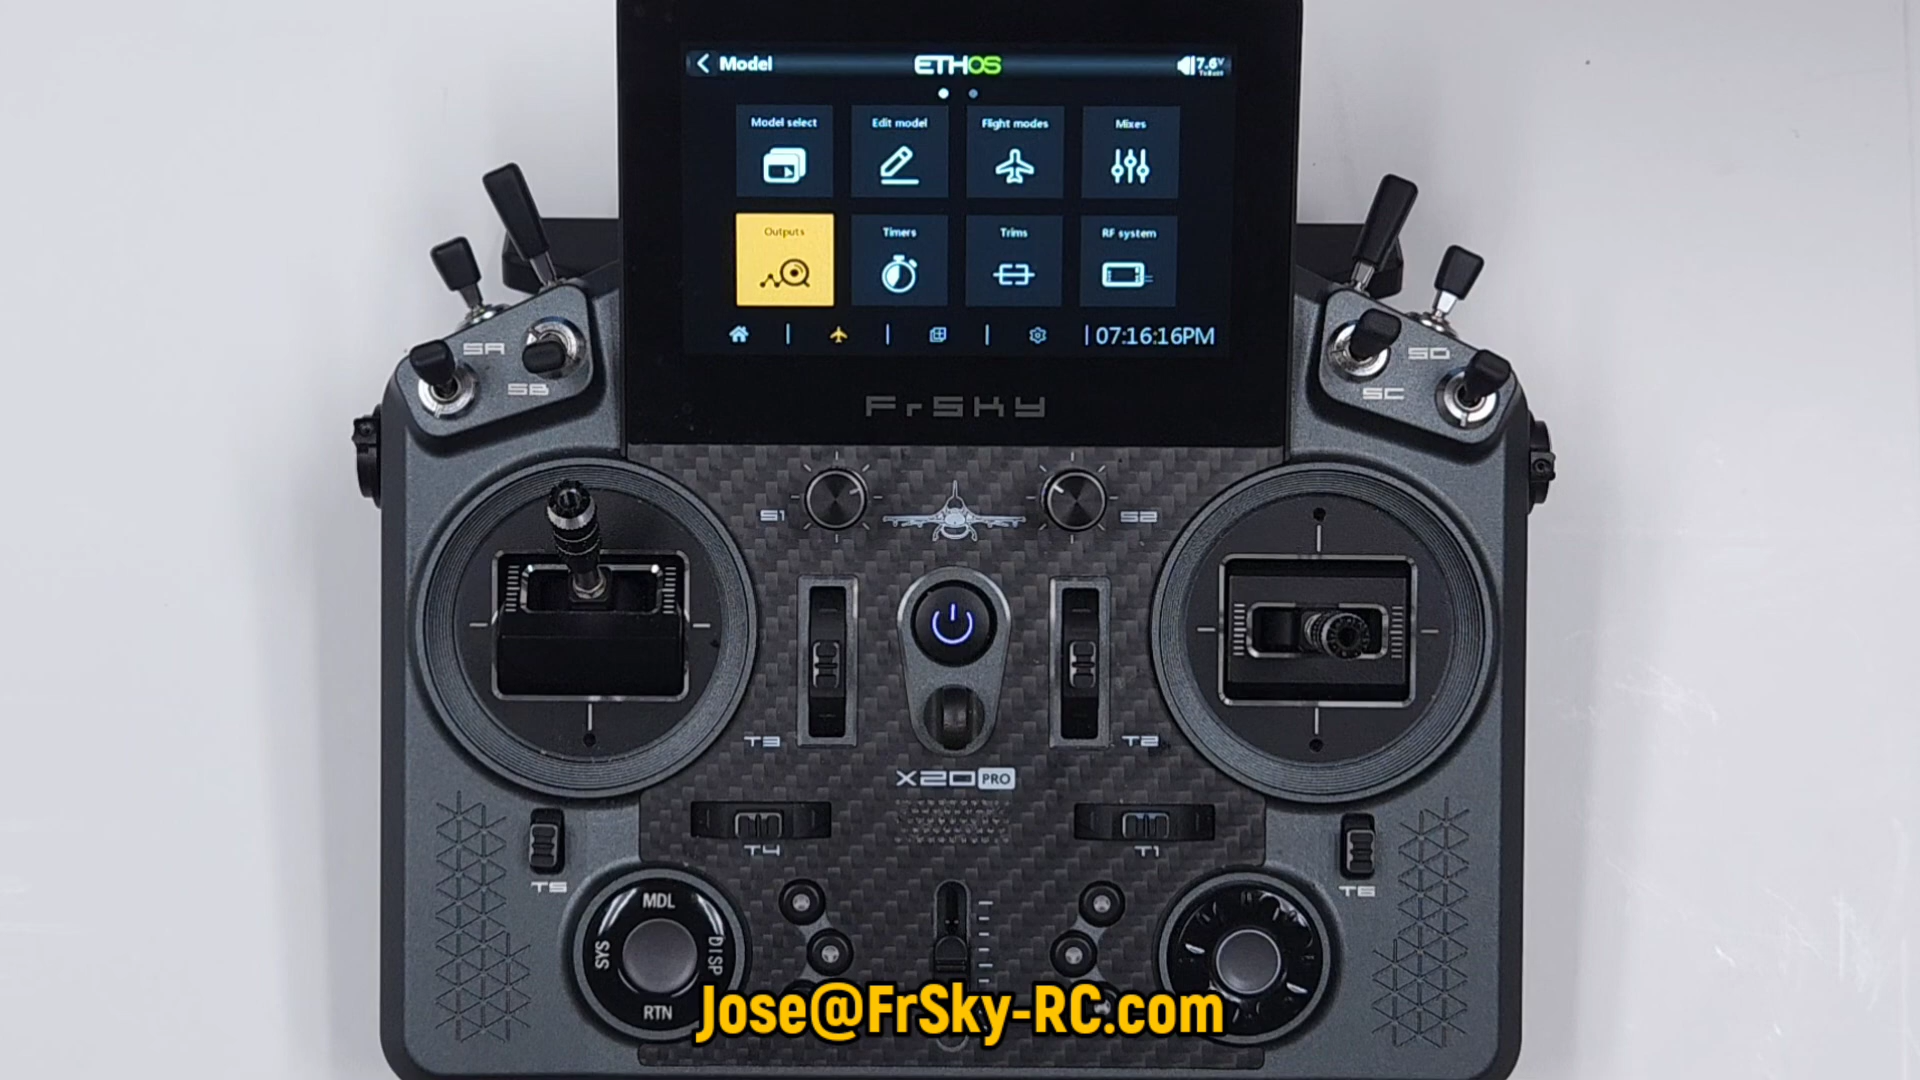 Model
ETHOS
7.6V
TxBatt
Model select
Edit model
Flight modes
Mixes
Outputs
Timers
Trims
RF system
07:16:16PM
FrSKY
SA
SB
SC
SD
S1
S2
T3
T2
X20 PRO
T4
T1
T5
T6
MDL
SYS
DISP
RTN
Jose@FrSky-RC.com